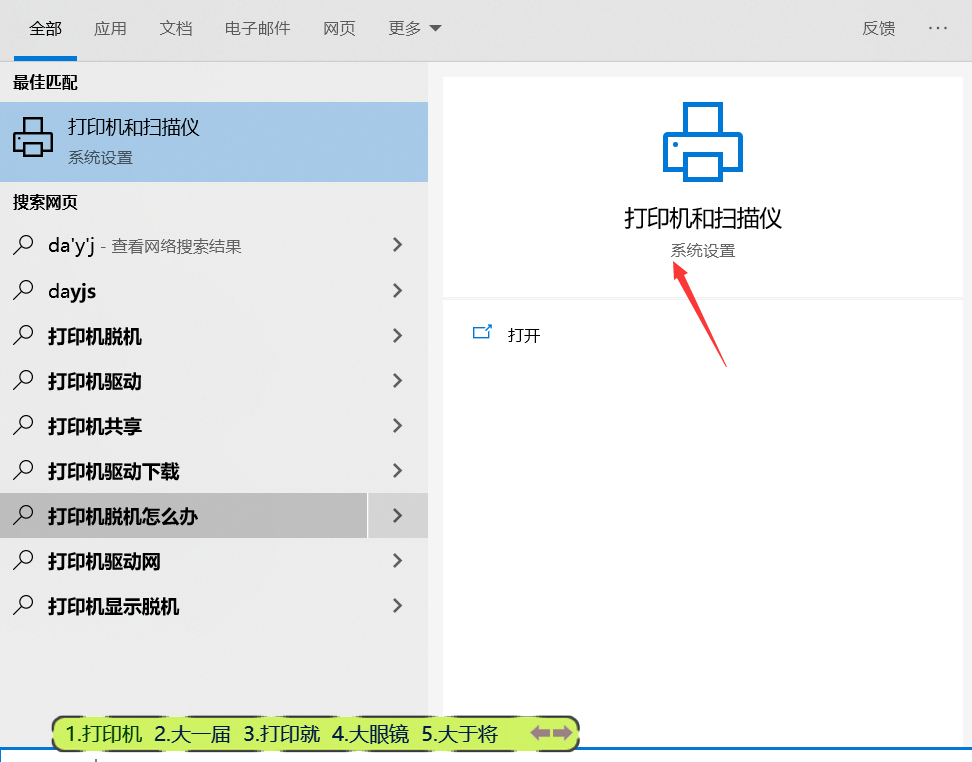 全部 应用 文档 电子邮件 网页 更多 反馈 ···
最佳匹配
打印机和扫描仪
系统设置
搜索网页
da'y'j - 查看网络搜索结果
dayjs
打印机脱机
打印机驱动
打印机共享
打印机驱动下载
打印机脱机怎么办
打印机驱动网
打印机显示脱机
打印机和扫描仪
系统设置
打开
1.打印机 2.大一届 3.打印就 4.大眼镜 5.大于将